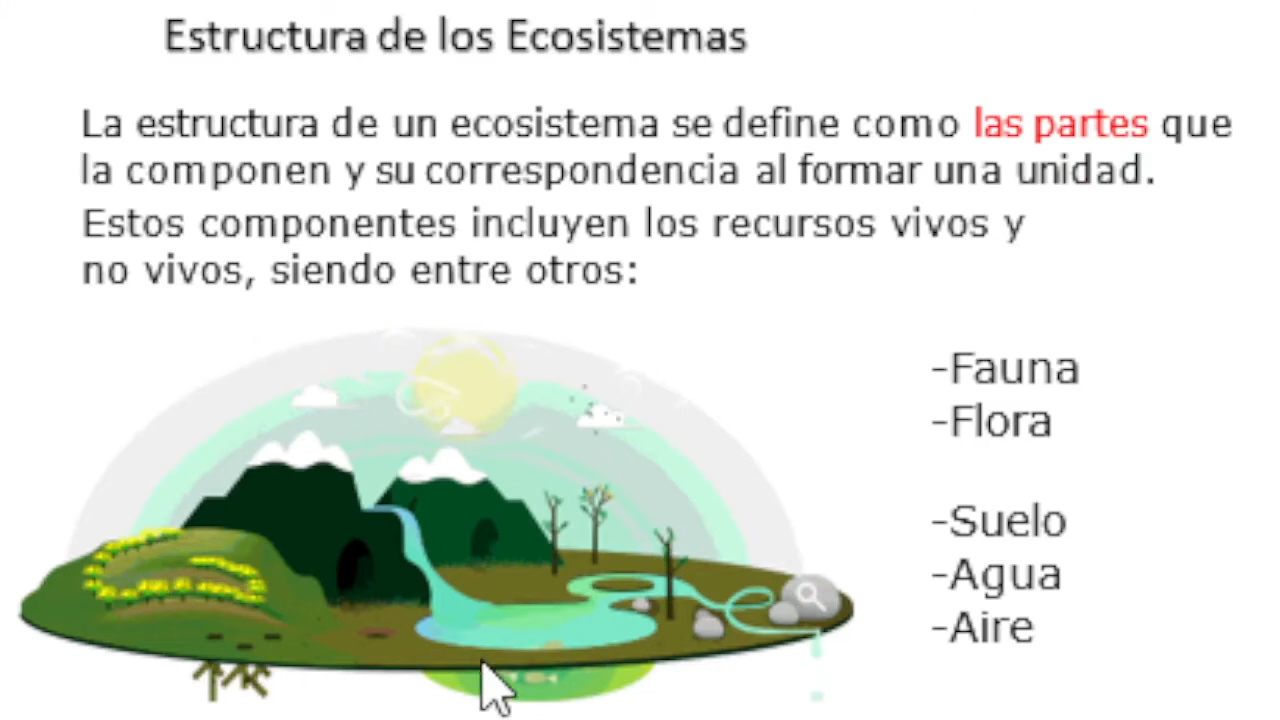 Estructura de los Ecosistemas
La estructura de un ecosistema se define como las partes que
la componen y su correspondencia al formar una unidad.
Estos componentes incluyen los recursos vivos y
no vivos, siendo entre otros:
-Fauna
-Flora
-Suelo
-Agua
-Aire